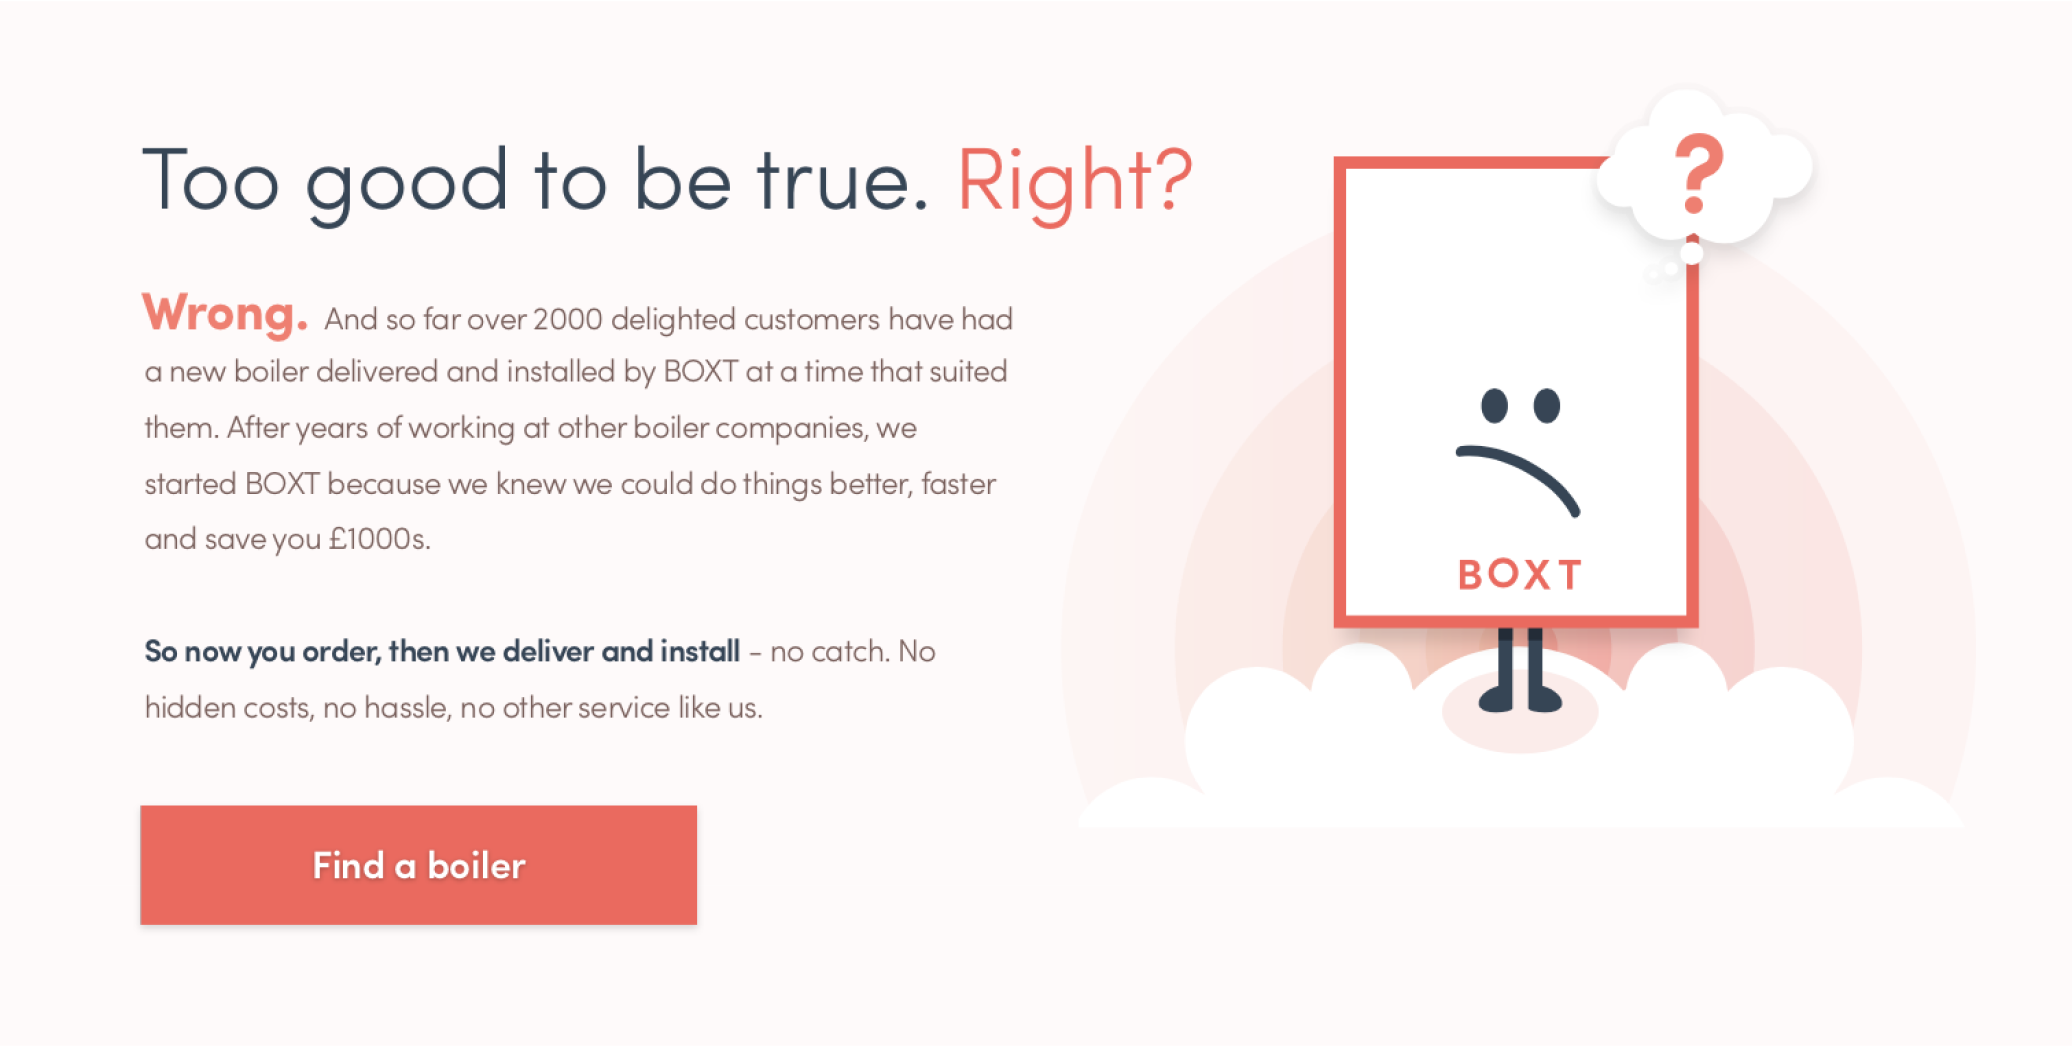 Too good to be true. Right?
Wrong. And so far over 2000 delighted customers have had
a new boiler delivered and installed by BOXT at a time that suited
them. After years of working at other boiler companies, we
started BOXT because we knew we could do things better, faster
and save you £1000s.
So now you order, then we deliver and install - no catch. No
hidden costs, no hassle, no other service like us.
Find a boiler
?
BOXT